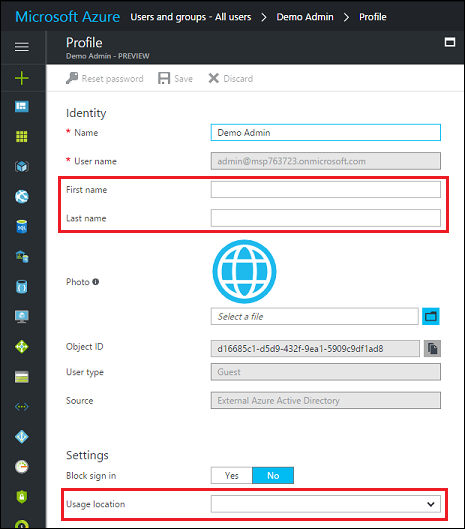 Microsoft Azure Users and groups - All users > Demo Admin > Profile
Profile
Demo Admin - PREVIEW
Reset password Save Discard
Identity
* Name Demo Admin
* User name admin@msp763723.onmicrosoft.com
First name
Last name
Photo
Select a file
Object ID d16685c1-d5d9-432f-9ea1-5909c9df1ad8
User type Guest
Source External Azure Active Directory
Settings
Block sign in Yes No
Usage location